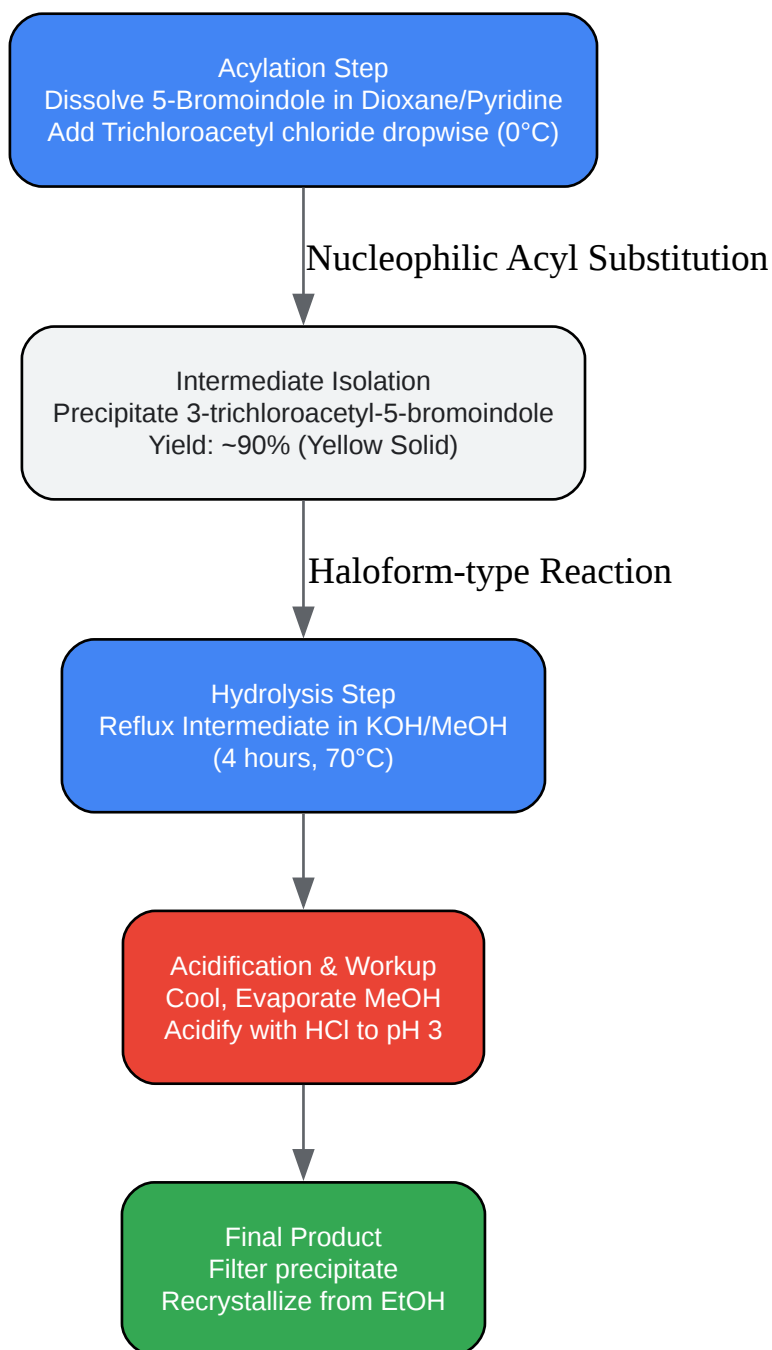 Acylation Step
Dissolve 5-Bromoindole in Dioxane/Pyridine
Add Trichloroacetyl chloride dropwise (0°C)
Nucleophilic Acyl Substitution
Intermediate Isolation
Precipitate 3-trichloroacetyl-5-bromoindole
Yield: ~90% (Yellow Solid)
Haloform-type Reaction
Hydrolysis Step
Reflux Intermediate in KOH/MeOH
(4 hours, 70°C)
Acidification & Workup
Cool, Evaporate MeOH
Acidify with HCl to pH 3
Final Product
Filter precipitate
Recrystallize from EtOH